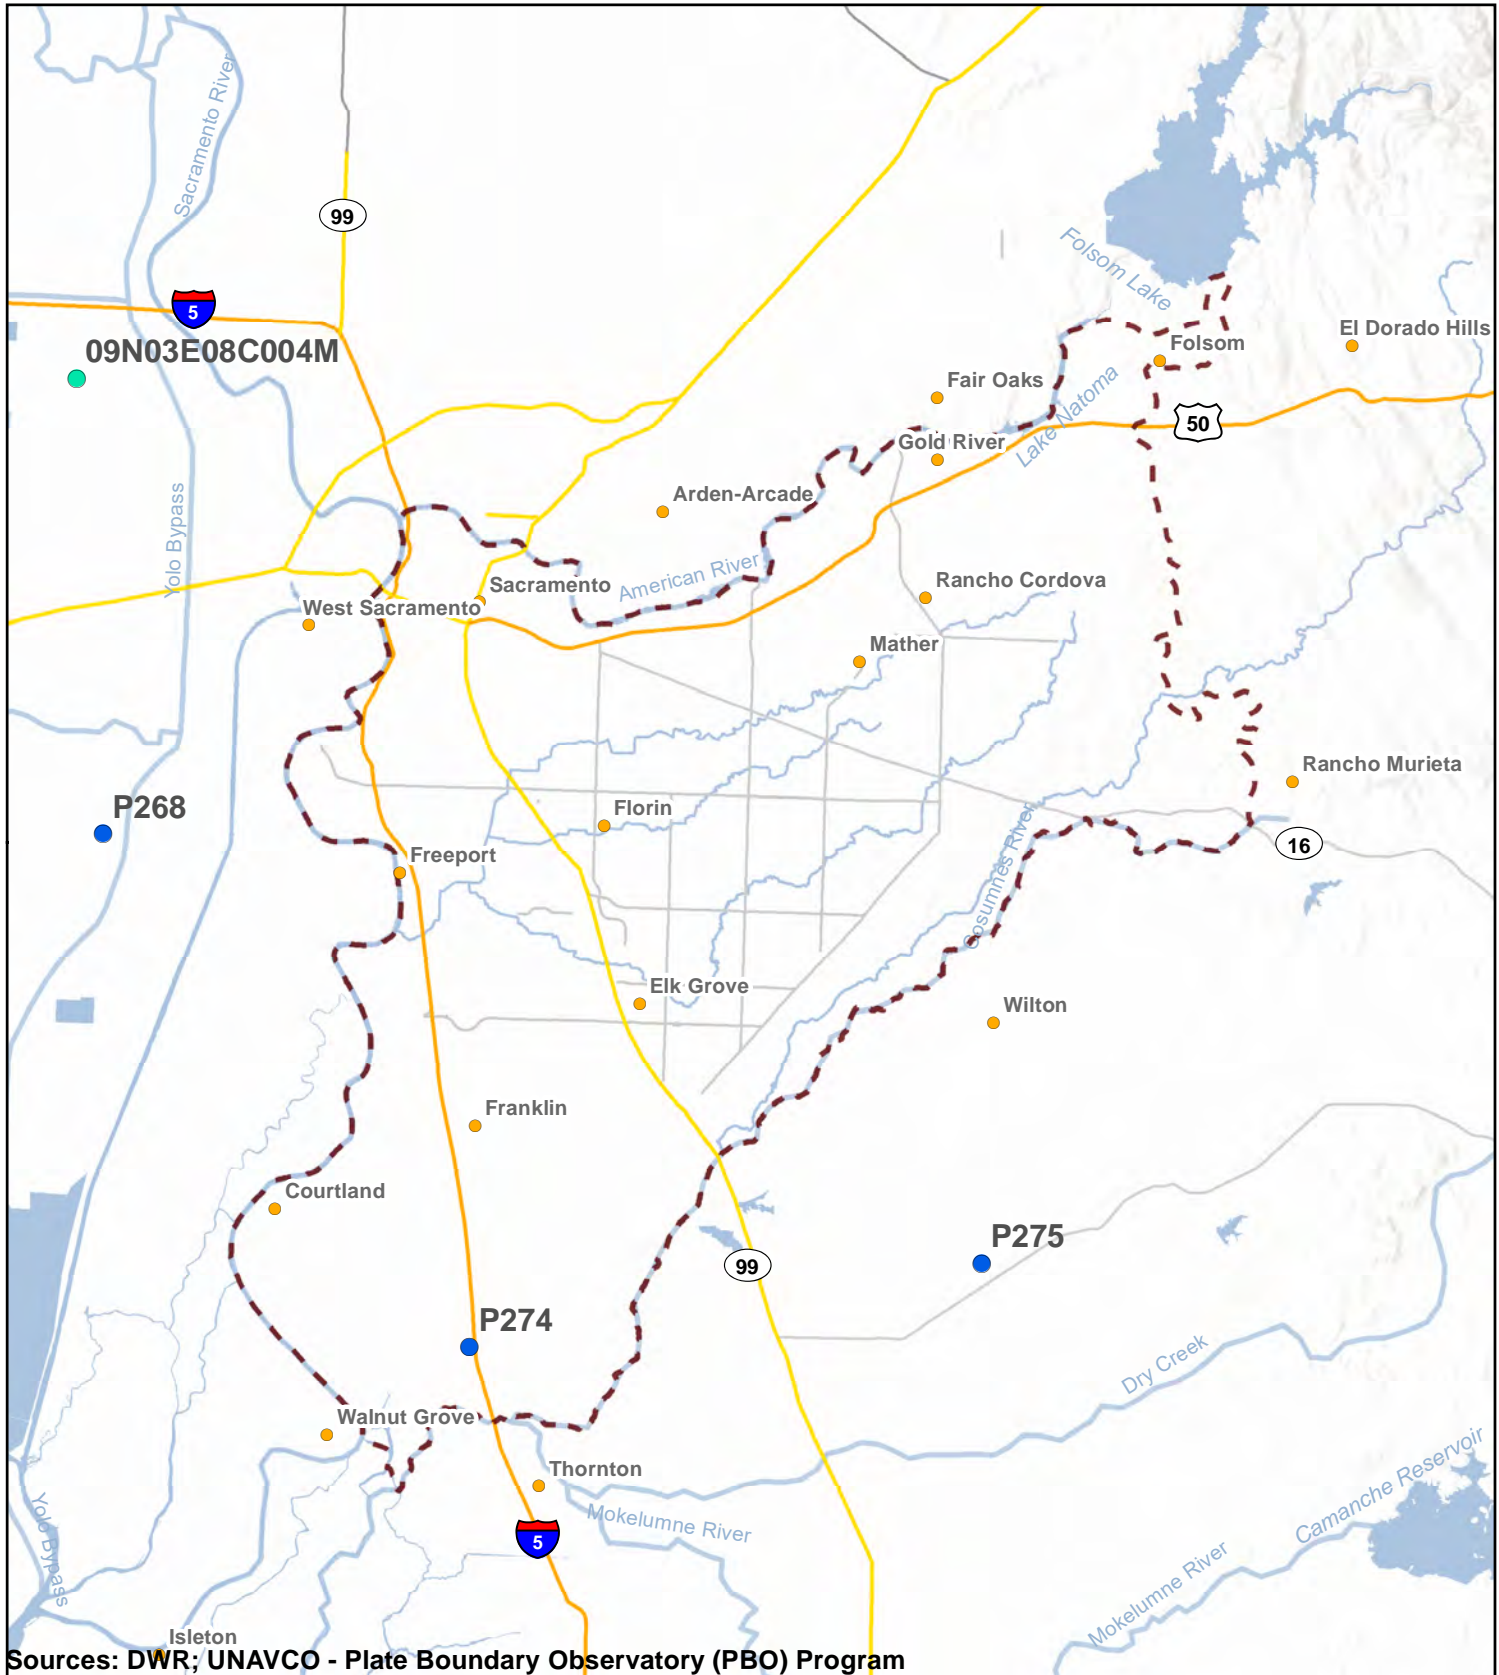 Sacramento River
99
5
09N03E08C004M
Folsom Lake
El Dorado Hills
Folsom
Fair Oaks
Lake Natoma
50
Gold River
Arden-Arcade
Yolo Bypass
American River
Sacramento
Rancho Cordova
West Sacramento
Mather
Rancho Murieta
P268
Florin
16
Freeport
Cosumnes River
Elk Grove
Wilton
Franklin
Courtland
P275
99
P274
Dry Creek
Walnut Grove
Thornton
Camanche Reservoir
Yolo Bypass
Mokelumne River
5
Mokelumne River
Isleton
Sources: DWR; UNAVCO - Plate Boundary Observatory (PBO) Program